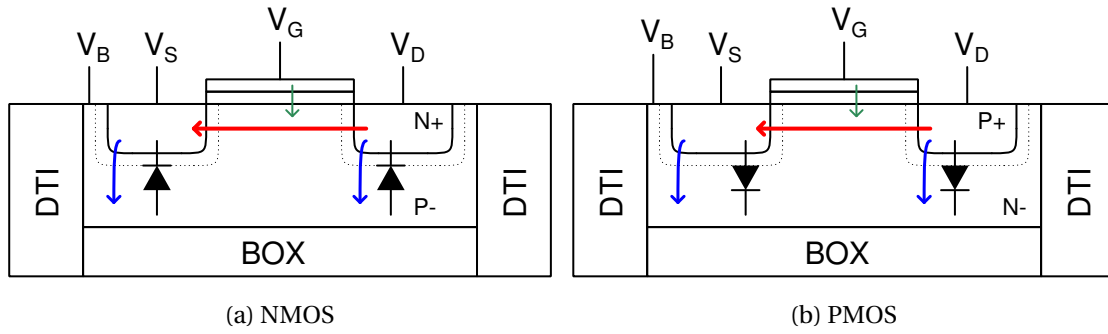 V_G
V_B V_S V_D
N+
DTI DTI
P-
BOX
(a) NMOS
V_G
V_B V_S V_D
P+
DTI DTI
N-
BOX
(b) PMOS